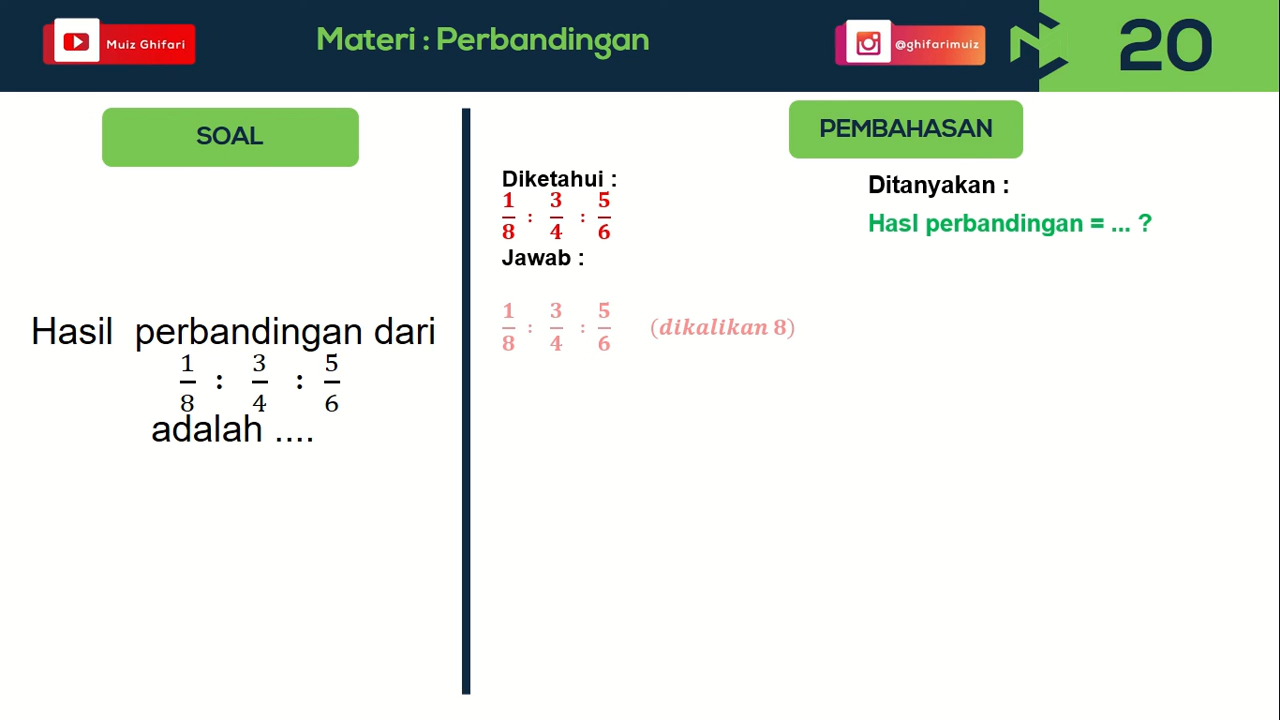 Muiz Ghifari
Materi : Perbandingan
@ghifarimuiz
20
SOAL
Hasil perbandingan dari
1/8 : 3/4 : 5/6
adalah ....
PEMBAHASAN
Diketahui :
1/8 : 3/4 : 5/6
Ditanyakan :
Hasl perbandingan = ... ?
Jawab :
1/8 : 3/4 : 5/6 (dikalikan 8)